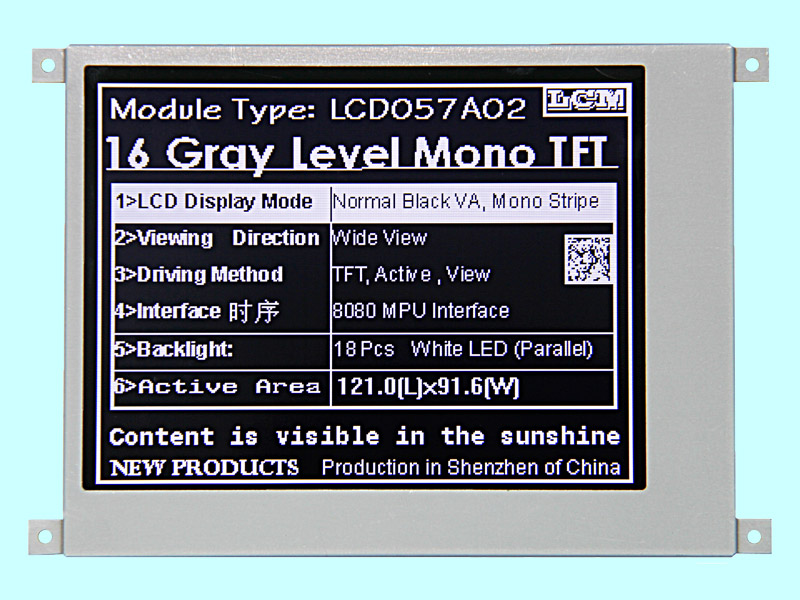 Module Type: LCD057A02 LCM
16 Gray Level Mono TFT
1>LCD Display Mode Normal Black VA, Mono Stripe
2>Viewing Direction Wide View
3>Driving Method TFT, Active , View
4>Interface 时序 8080 MPU Interface
5>Backlight: 18 Pcs White LED (Parallel)
6>Active Area 121.0(L)x91.6(W)
Content is visible in the sunshine
NEW PRODUCTS Production in Shenzhen of China